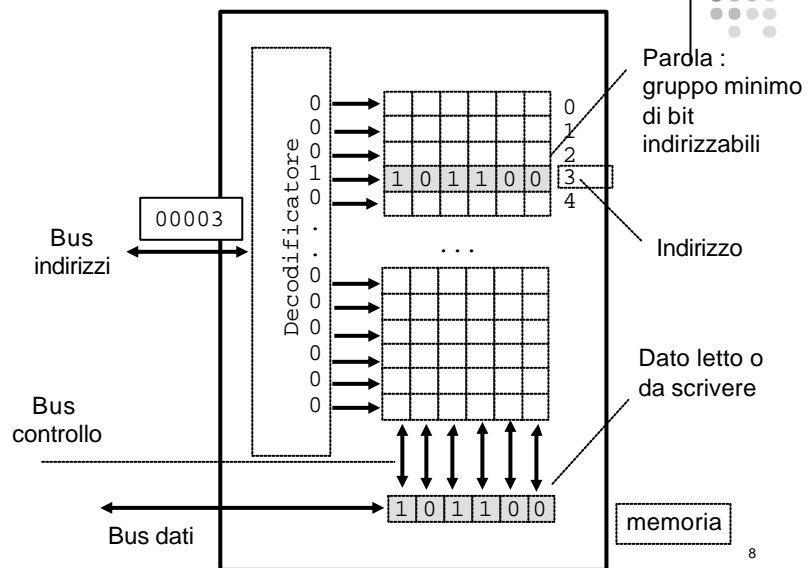 Parola :
gruppo minimo
di bit
indirizzabili
0
0
0
1
0
.
.
0
0
0
0
0
0
Decodificatore
0
1
2
3
4
1 0 1 1 0 0
00003
Bus
indirizzi
...
Indirizzo
Dato letto o
da scrivere
Bus
controllo
1 0 1 1 0 0
Bus dati
memoria
8